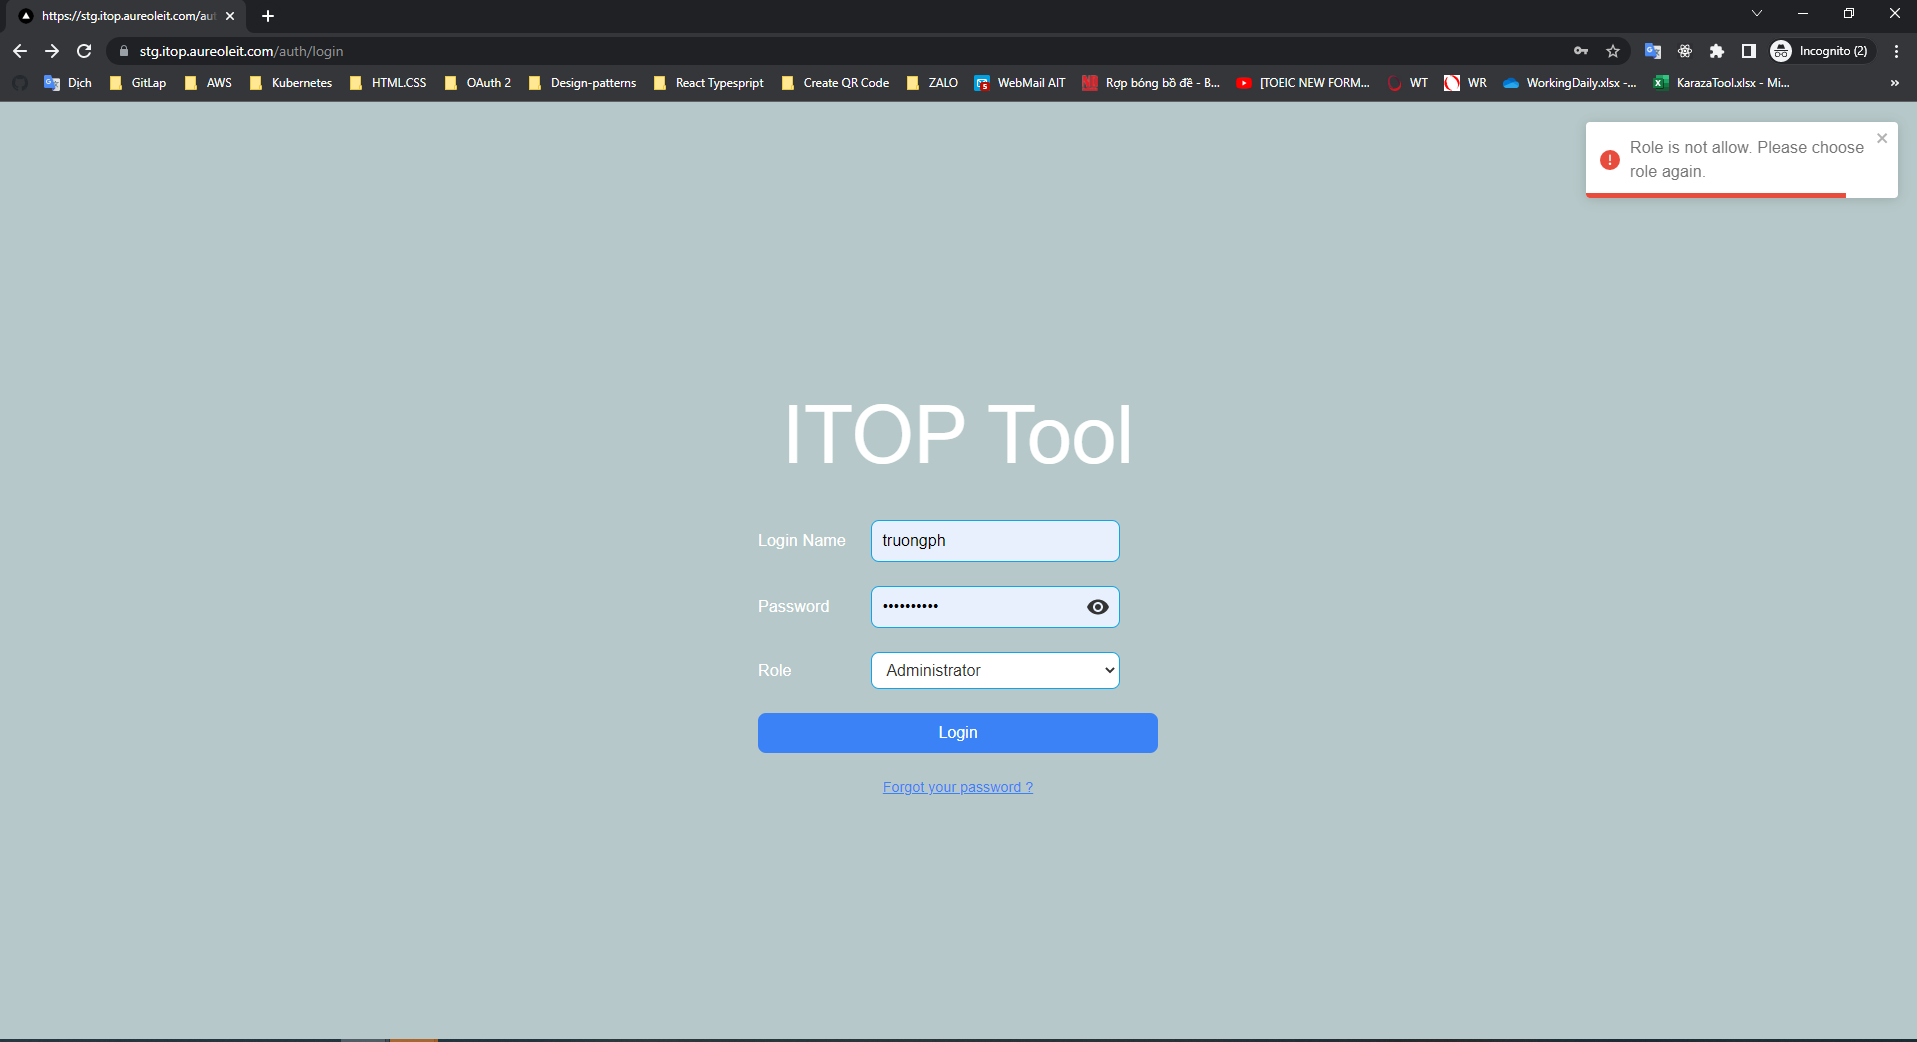 https://stg.itop.aureoleit.com/aut
stg.itop.aureoleit.com/auth/login
Incognito (2)
Dịch GitLap AWS Kubernetes HTML.CSS OAuth 2 Design-patterns React Typespript Create QR Code ZALO WebMail AIT Rợp bóng bồ đề - B... [TOEIC NEW FORM... WT WR WorkingDaily.xlsx -... KarazaTool.xlsx - Mi... »
Role is not allow. Please choose
role again.
ITOP Tool
Login Name truongph
Password ••••••••••
Role Administrator
Login
Forgot your password ?